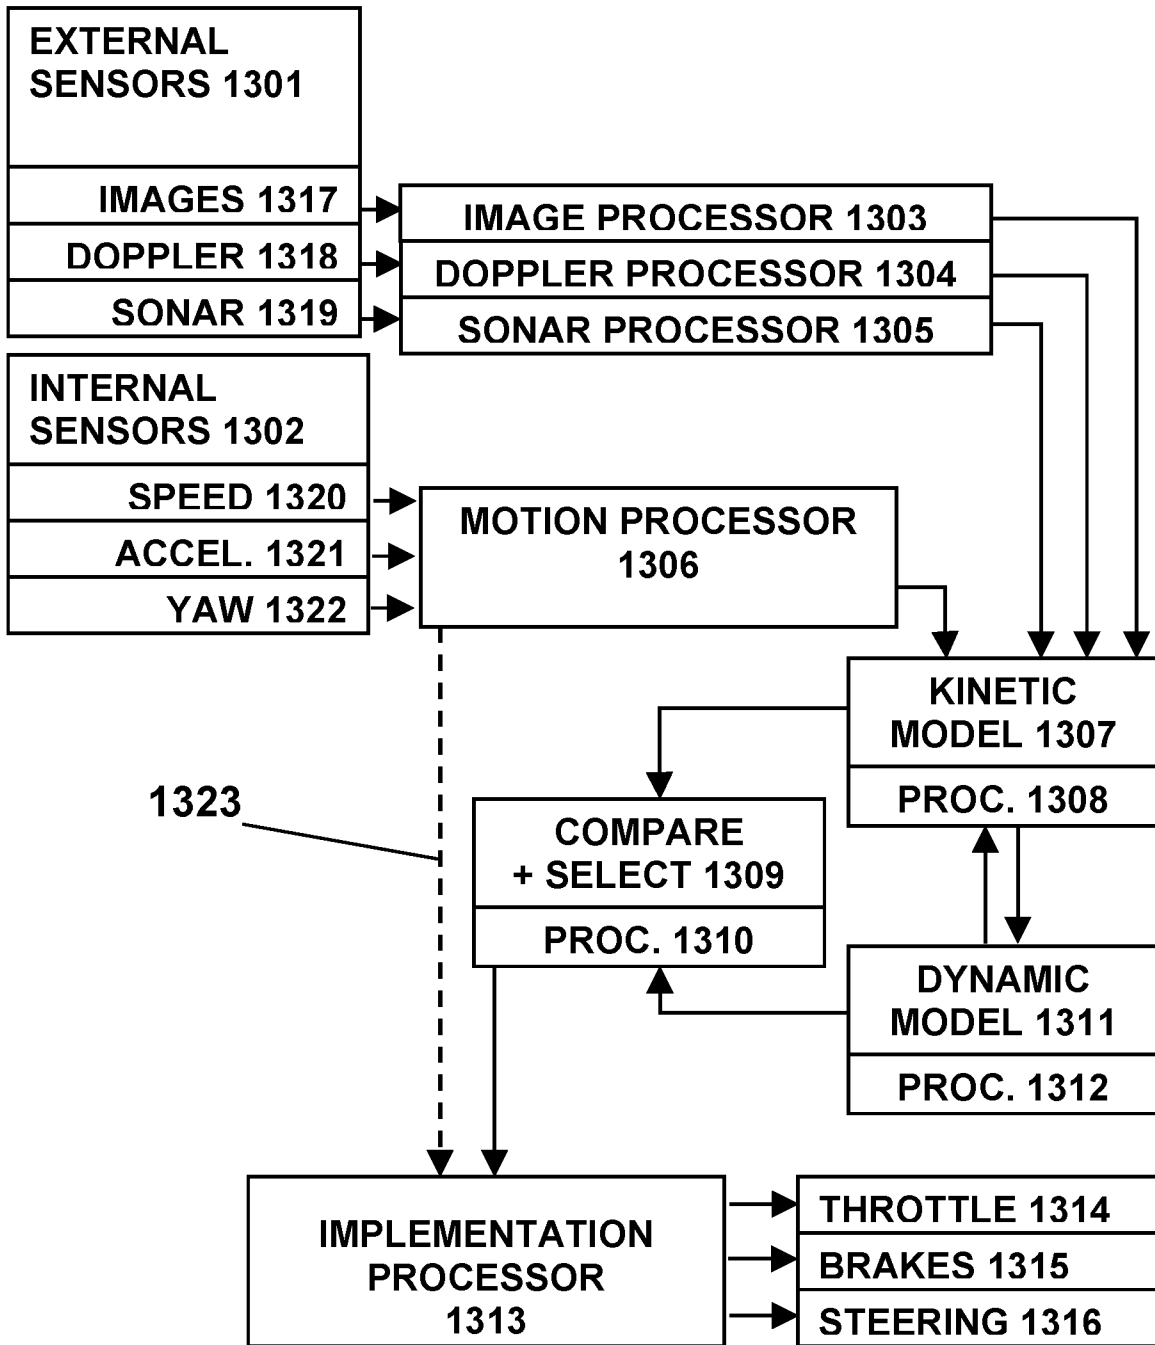 EXTERNAL
SENSORS 1301
IMAGES 1317
DOPPLER 1318
SONAR 1319
IMAGE PROCESSOR 1303
DOPPLER PROCESSOR 1304
SONAR PROCESSOR 1305
INTERNAL
SENSORS 1302
SPEED 1320
ACCEL. 1321
YAW 1322
MOTION PROCESSOR
1306
KINETIC
MODEL 1307
PROC. 1308
1323
COMPARE
+ SELECT 1309
PROC. 1310
DYNAMIC
MODEL 1311
PROC. 1312
IMPLEMENTATION
PROCESSOR
1313
THROTTLE 1314
BRAKES 1315
STEERING 1316